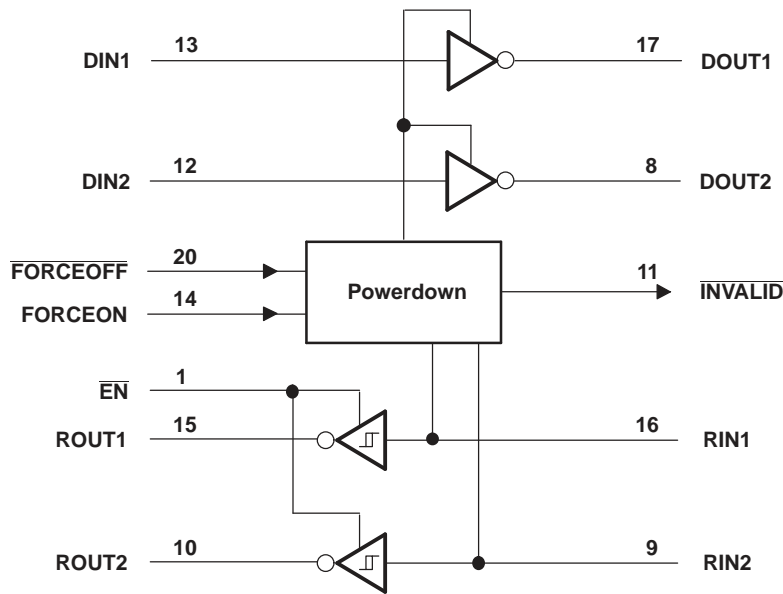 DIN1 13 17 DOUT1
DIN2 12 8 DOUT2
FORCEOFF 20 11 INVALID
Powerdown
FORCEON 14
EN 1
ROUT1 15 16 RIN1
ROUT2 10 9 RIN2